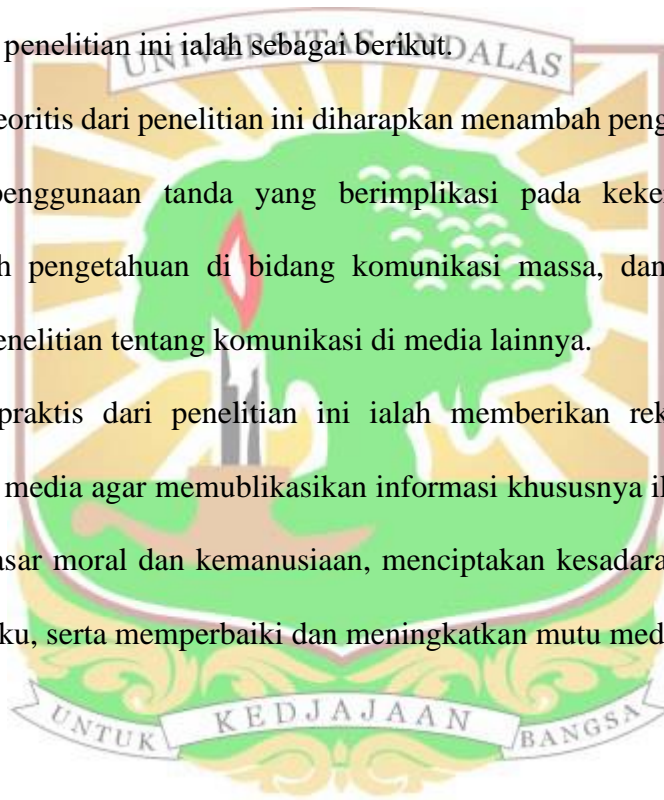 UNIVERSITAS ANDALAS
penelitian ini ialah sebagai berikut.
eoritis dari penelitian ini diharapkan menambah peng
penggunaan tanda yang berimplikasi pada keker
h pengetahuan di bidang komunikasi massa, dan
enelitian tentang komunikasi di media lainnya.
praktis dari penelitian ini ialah memberikan rek
media agar memublikasikan informasi khususnya il
asar moral dan kemanusiaan, menciptakan kesadara
ku, serta memperbaiki dan meningkatkan mutu med
UNTUK KEDJAJAAN BANGSA